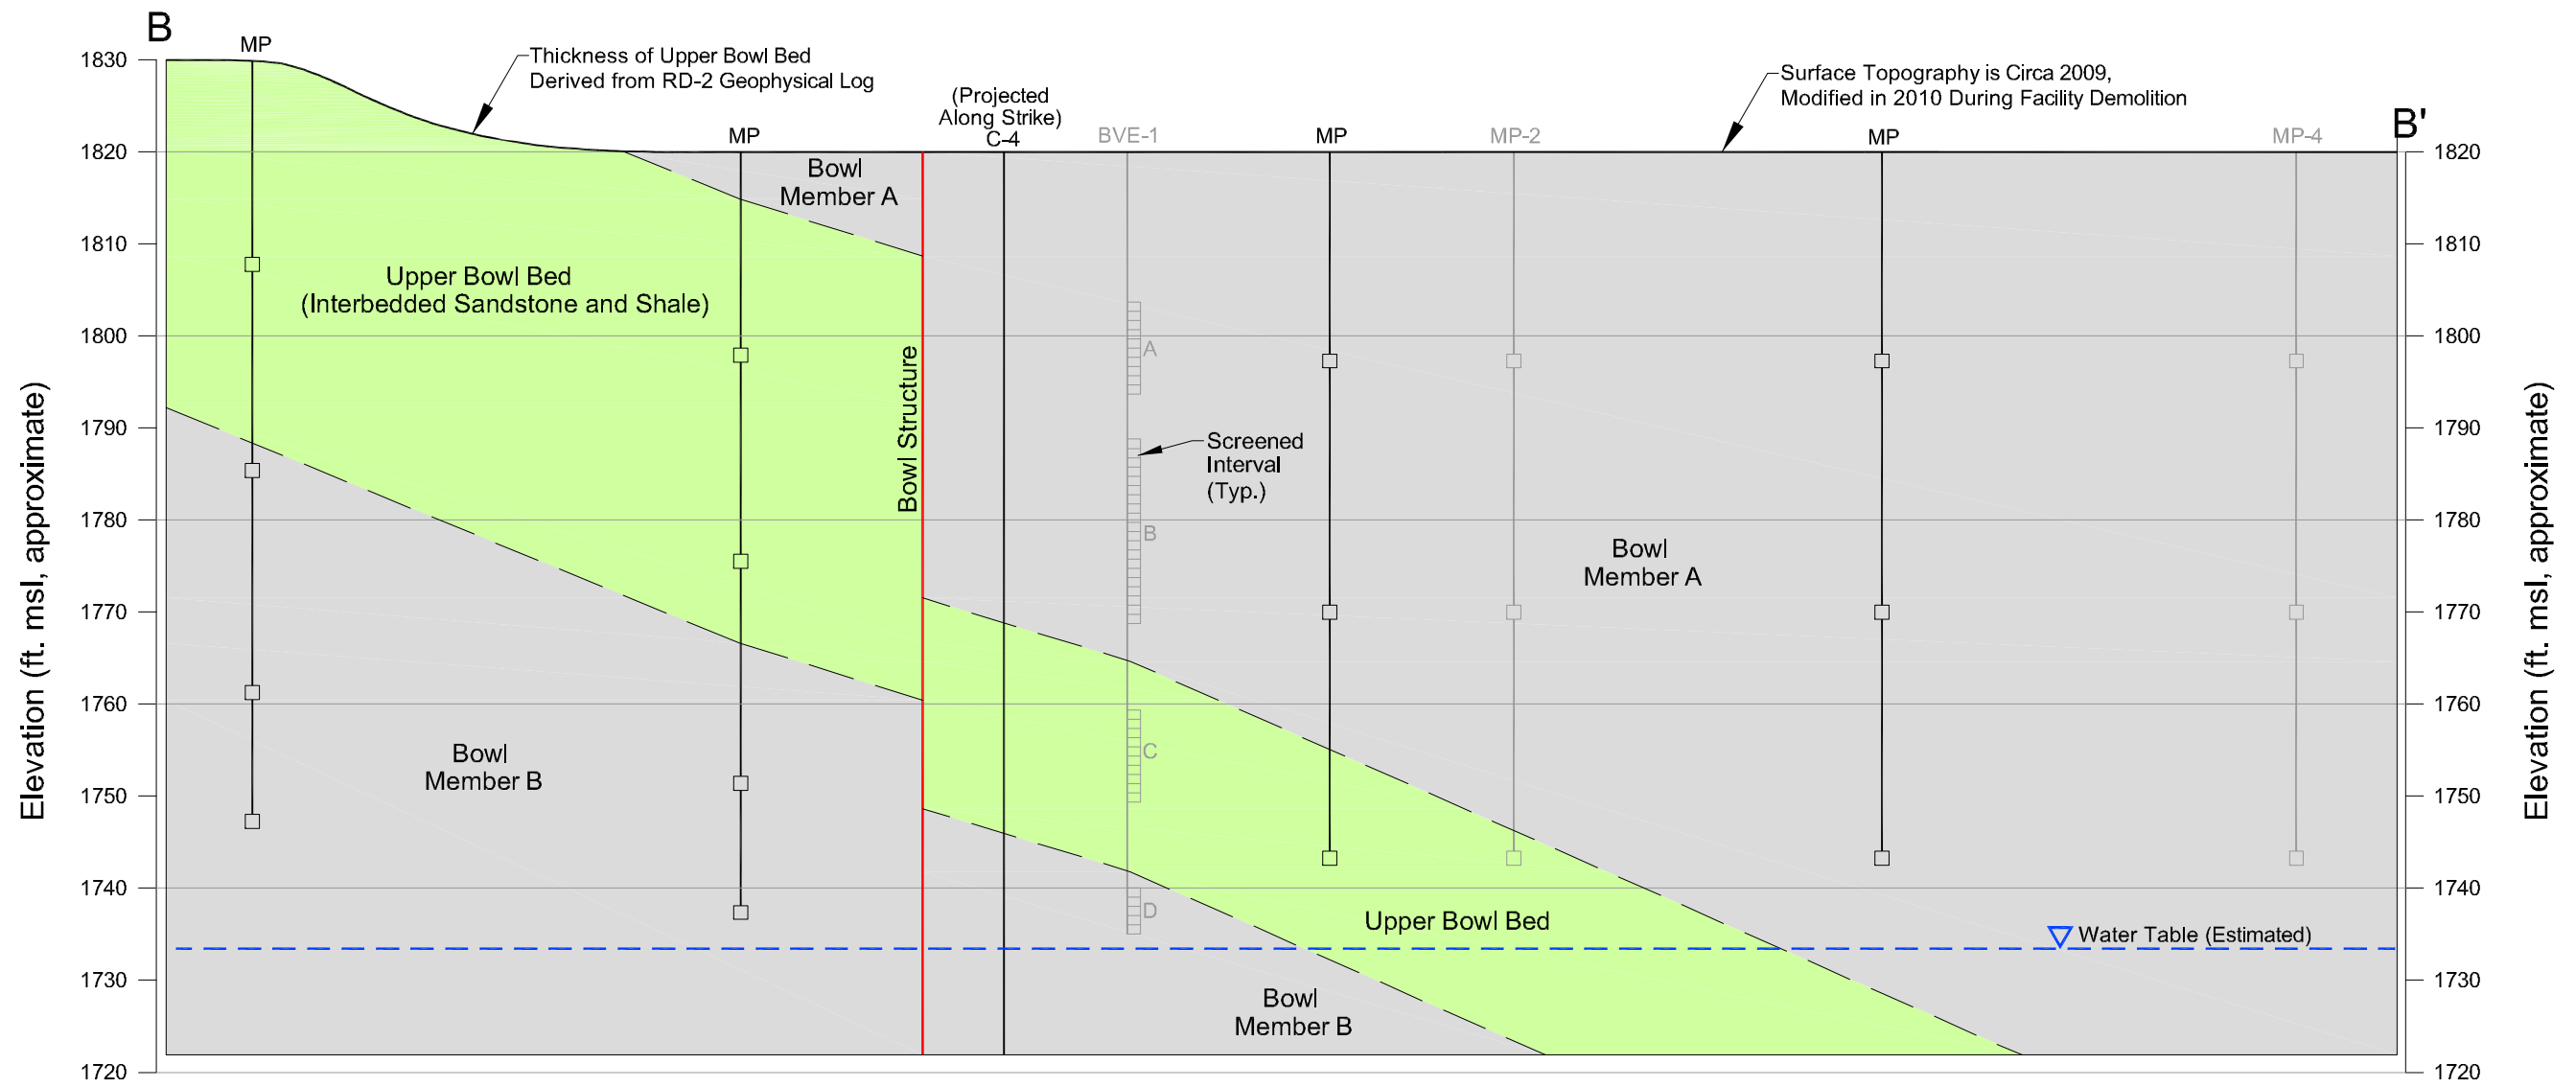 B
MP
Thickness of Upper Bowl Bed
Derived from RD-2 Geophysical Log
(Projected
Along Strike)
C-4
MP
BVE-1
MP
MP-2
Surface Topography is Circa 2009,
Modified in 2010 During Facility Demolition
MP
MP-4
B'
1830
1820
1810
1800
1790
1780
1770
1760
1750
1740
1730
1720
Elevation (ft. msl, approximate)
Bowl
Member A
Upper Bowl Bed
(Interbedded Sandstone and Shale)
Bowl Structure
A
Screened
Interval
(Typ.)
B
Bowl
Member A
Bowl
Member B
C
D
Upper Bowl Bed
Water Table (Estimated)
Bowl
Member B
1820
1810
1800
1790
1780
1770
1760
1750
1740
1730
1720
Elevation (ft. msl, approximate)